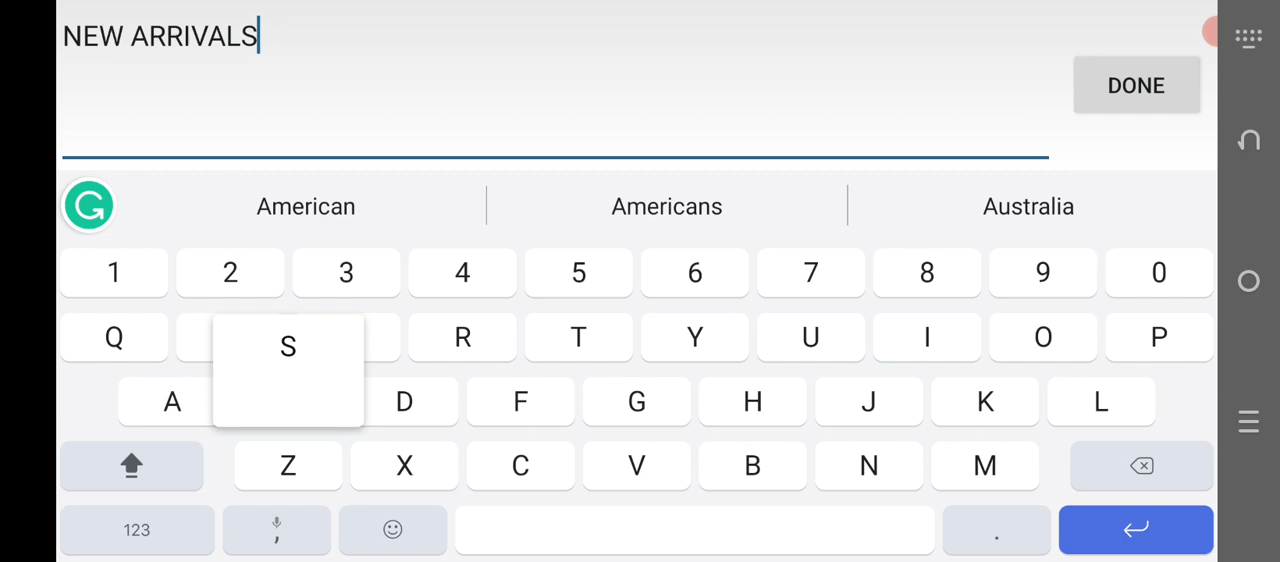 NEW ARRIVALS
DONE
American Americans Australia
1 2 3 4 5 6 7 8 9 0
Q R T Y U I O P
S
A D F G H J K L
Z X C V B N M
123 , .